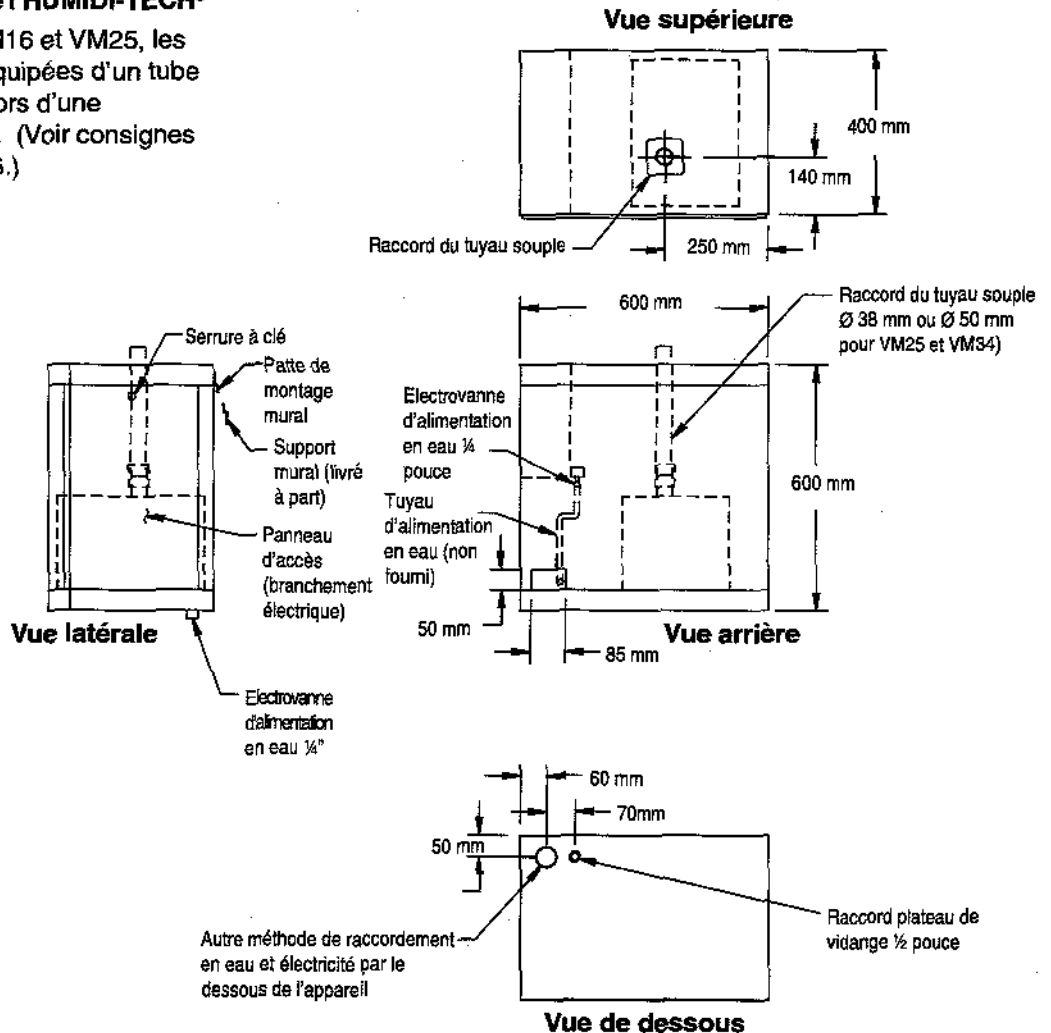 et HUMIDI-TECH
16 et VM25, les
quipées d'un tube
ors d'une
(Voir consignes
.)
Vue supérieure
400 mm
140 mm
Raccord du tuyau souple
250 mm
600 mm
Raccord du tuyau souple
Ø 38 mm ou Ø 50 mm
pour VM25 et VM34)
Serrure à clé
Patte de
montage
mural
Support
mural (livré
à part)
Panneau
d'accès
(branchement
électrique)
Vue latérale
Electrovanne
d'alimentation
en eau ¼"
Electrovanne
d'alimentation
en eau ¼
pouce
Tuyau
d'alimentation
en eau (non
fourni)
600 mm
50 mm
Vue arrière
85 mm
60 mm
70mm
50 mm
Autre méthode de raccordement
en eau et électricité par le
dessous de l'appareil
Raccord plateau de
vidange ½ pouce
Vue de dessous